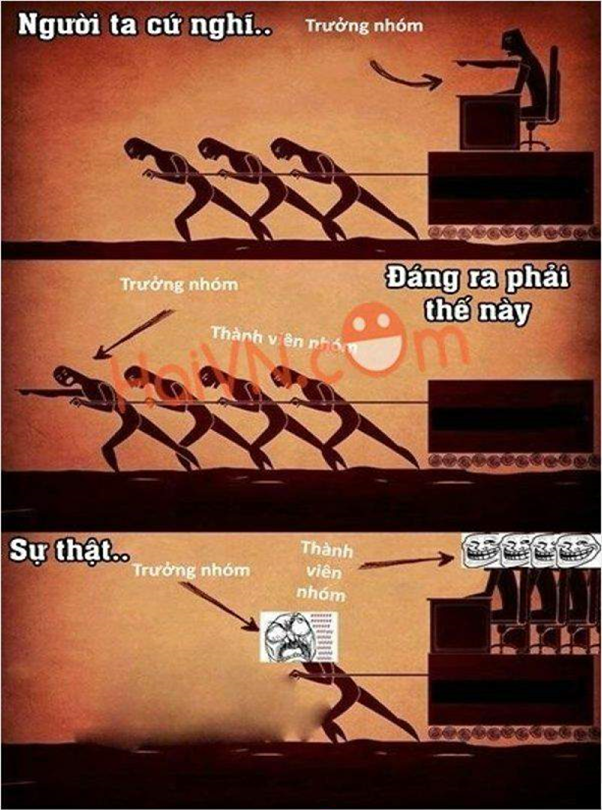 Người ta cứ nghĩ..
Trưởng nhóm
Trưởng nhóm
Đáng ra phải
thế này
Thành viên nhóm
HaiVN.com
Sự thật..
Trưởng nhóm
Thành
viên
nhóm